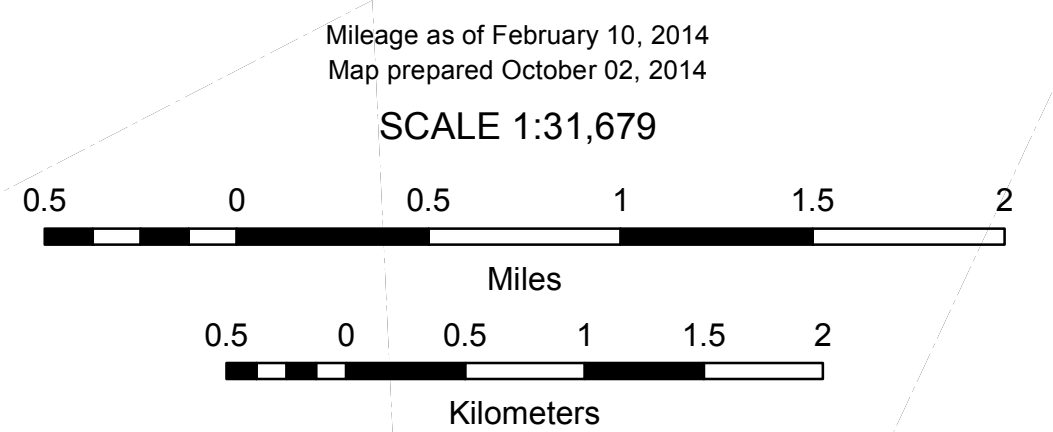 Mileage as of February 10, 2014
Map prepared October 02, 2014
SCALE 1:31,679
0.5 0 0.5 1 1.5 2
Miles
0.5 0 0.5 1 1.5 2
Kilometers